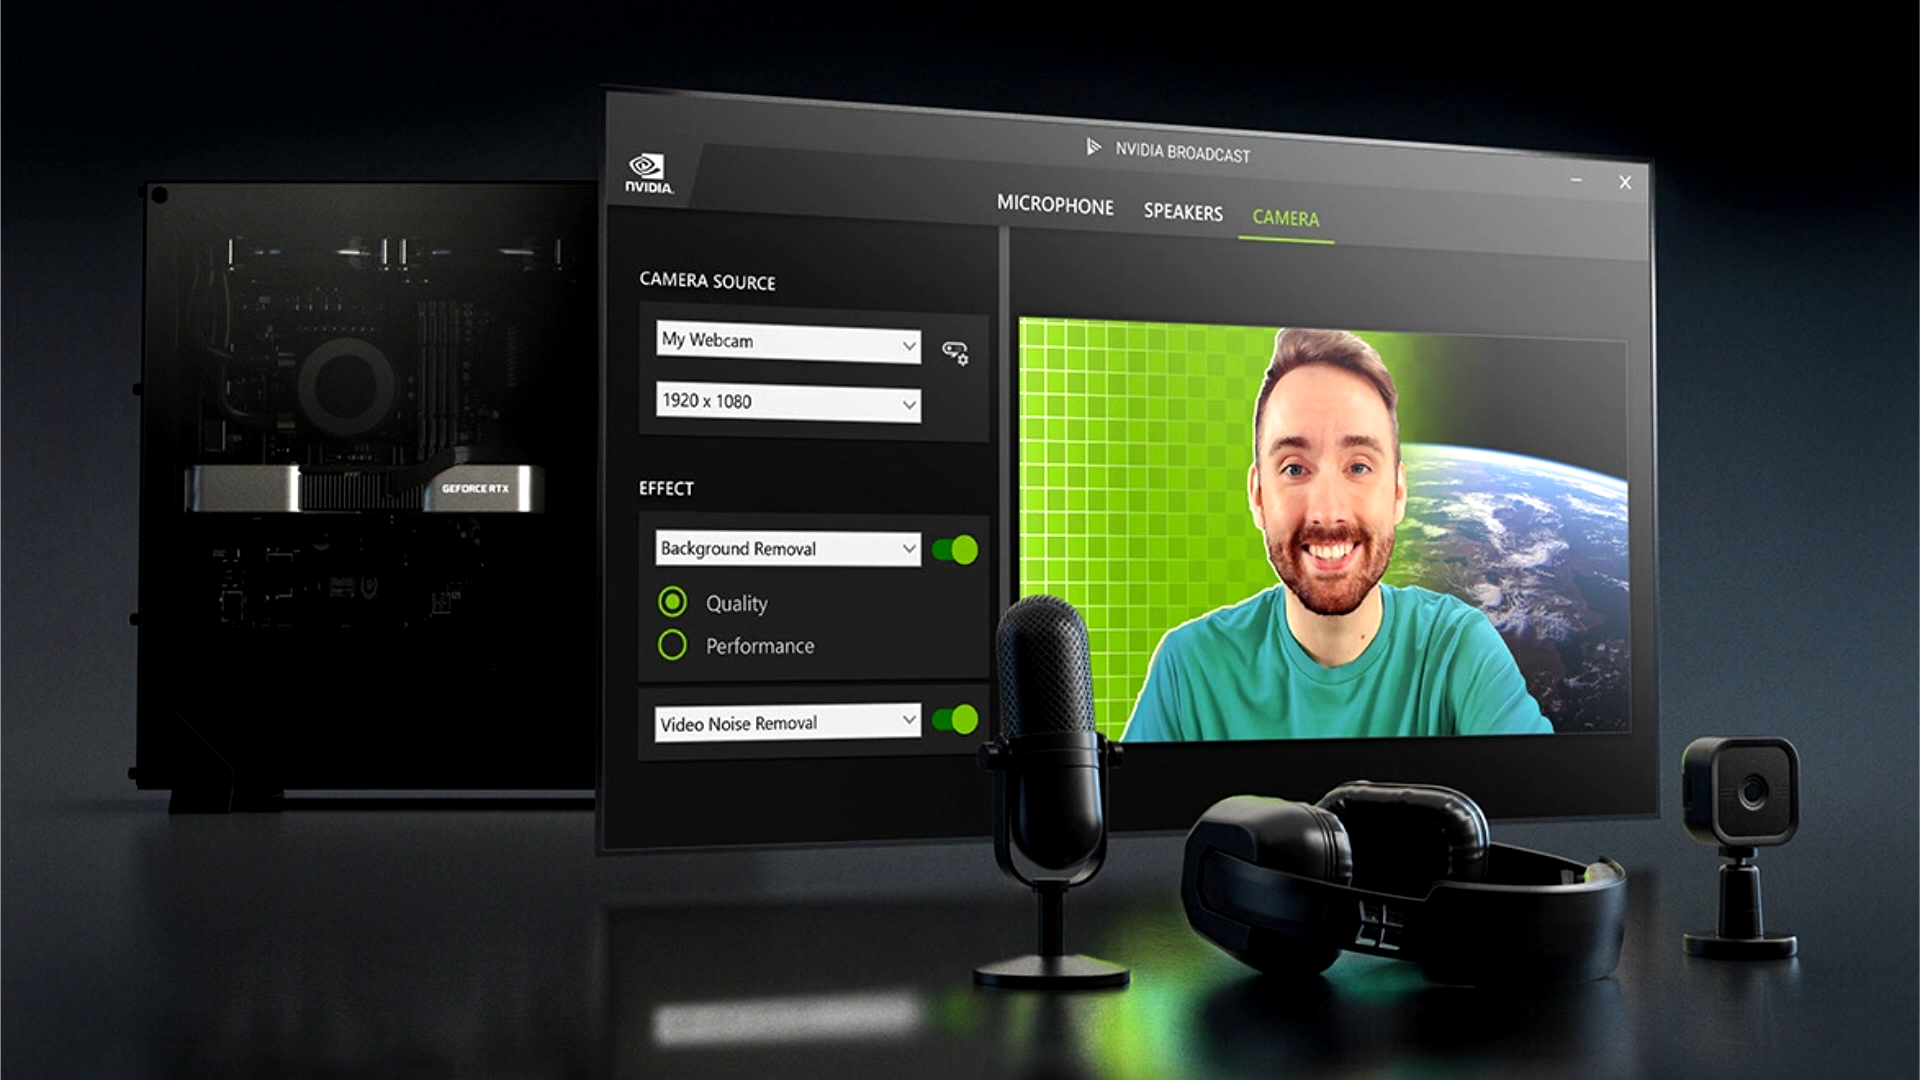 NVIDIA BROADCAST
NVIDIA.
MICROPHONE SPEAKERS CAMERA
CAMERA SOURCE
My Webcam
1920 x 1080
GEFORCE RTX
EFFECT
Background Removal
Quality
Performance
Video Noise Removal